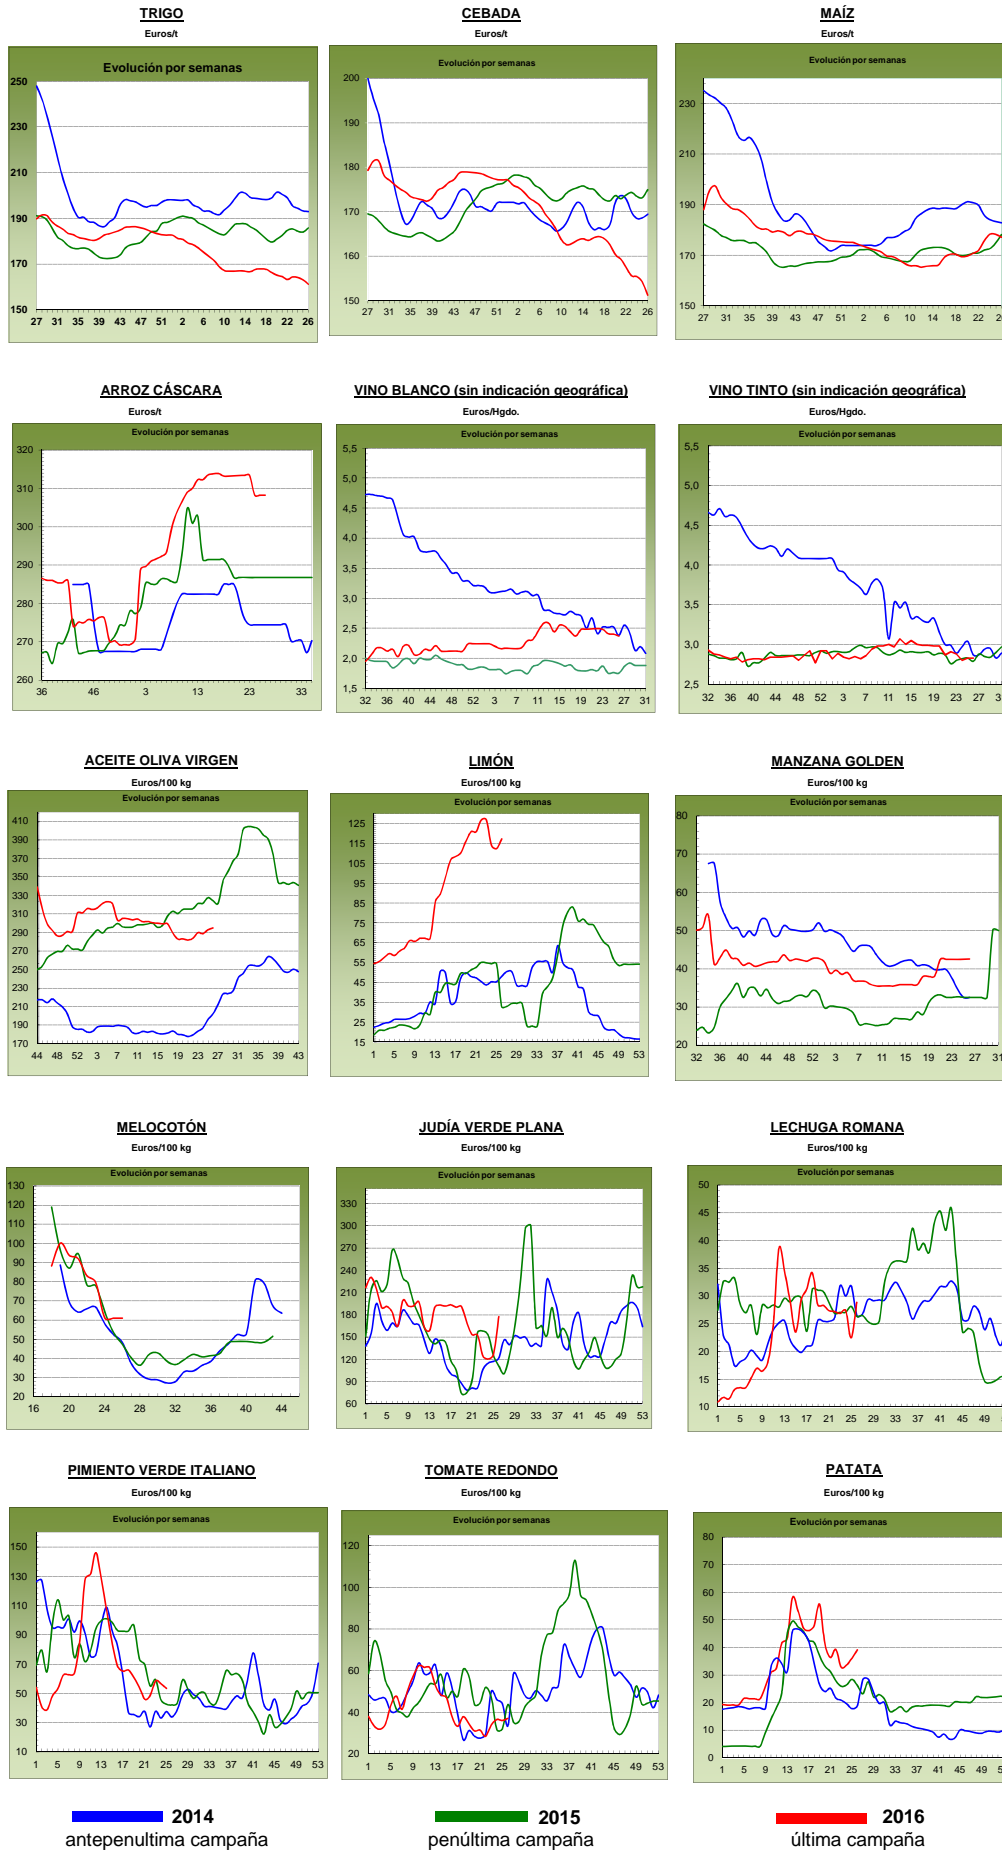 TRIGO
Euros/t
Evolución por semanas
250
230
210
190
170
150
27 31 35 39 43 47 51 2 6 10 14 18 22 26
CEBADA
Euros/t
Evolución por semanas
200
190
180
170
160
150
27 31 35 39 43 47 51 2 6 10 14 18 22 26
MAÍZ
Euros/t
Evolución por semanas
230
210
190
170
150
27 31 35 39 43 47 51 2 6 10 14 18 22 26
ARROZ CÁSCARA
Euros/t
Evolución por semanas
320
310
300
290
280
270
260
36 46 3 13 23 33
VINO BLANCO (sin indicación geográfica)
Euros/Hgdo.
Evolución por semanas
5,5
5,0
4,5
4,0
3,5
3,0
2,5
2,0
1,5
32 36 40 44 48 52 3 7 11 15 19 23 27 31
VINO TINTO (sin indicación geográfica)
Euros/Hgdo.
Evolución por semanas
5,5
5,0
4,5
4,0
3,5
3,0
2,5
32 36 40 44 48 52 3 7 11 15 19 23 27
ACEITE OLIVA VIRGEN
Euros/100 kg
Evolución por semanas
410
390
370
350
330
310
290
270
250
230
210
190
170
44 48 52 3 7 11 15 19 23 27 31 35 39 43
LIMÓN
Euros/100 kg
Evolución por semanas
125
115
105
95
85
75
65
55
45
35
25
15
1 5 9 13 17 21 25 29 33 37 41 45 49 53
MANZANA GOLDEN
Euros/100 kg
Evolución por semanas
80
70
60
50
40
30
20
32 36 40 44 48 52 3 7 11 15 19 23 27 31
MELOCOTÓN
Euros/100 kg
Evolución por semanas
130
120
110
100
90
80
70
60
50
40
30
20
16 20 24 28 32 36 40 44
JUDÍA VERDE PLANA
Euros/100 kg
Evolución por semanas
330
300
270
240
210
180
150
120
90
60
1 5 9 13 17 21 25 29 33 37 41 45 49 53
LECHUGA ROMANA
Euros/100 kg
Evolución por semanas
50
45
40
35
30
25
20
15
10
1 5 9 13 17 21 25 29 33 37 41 45 49
PIMIENTO VERDE ITALIANO
Euros/100 kg
Evolución por semanas
150
130
110
90
70
50
30
10
1 5 9 13 17 21 25 29 33 37 41 45 49 53
TOMATE REDONDO
Euros/100 kg
Evolución por semanas
120
100
80
60
40
20
1 5 9 13 17 21 25 29 33 37 41 45 49 53
PATATA
Euros/100 kg
Evolución por semanas
80
70
60
50
40
30
20
10
0
1 5 9 13 17 21 25 29 33 37 41 45 49
2014
antepenultima campaña
2015
penúltima campaña
2016
última campaña